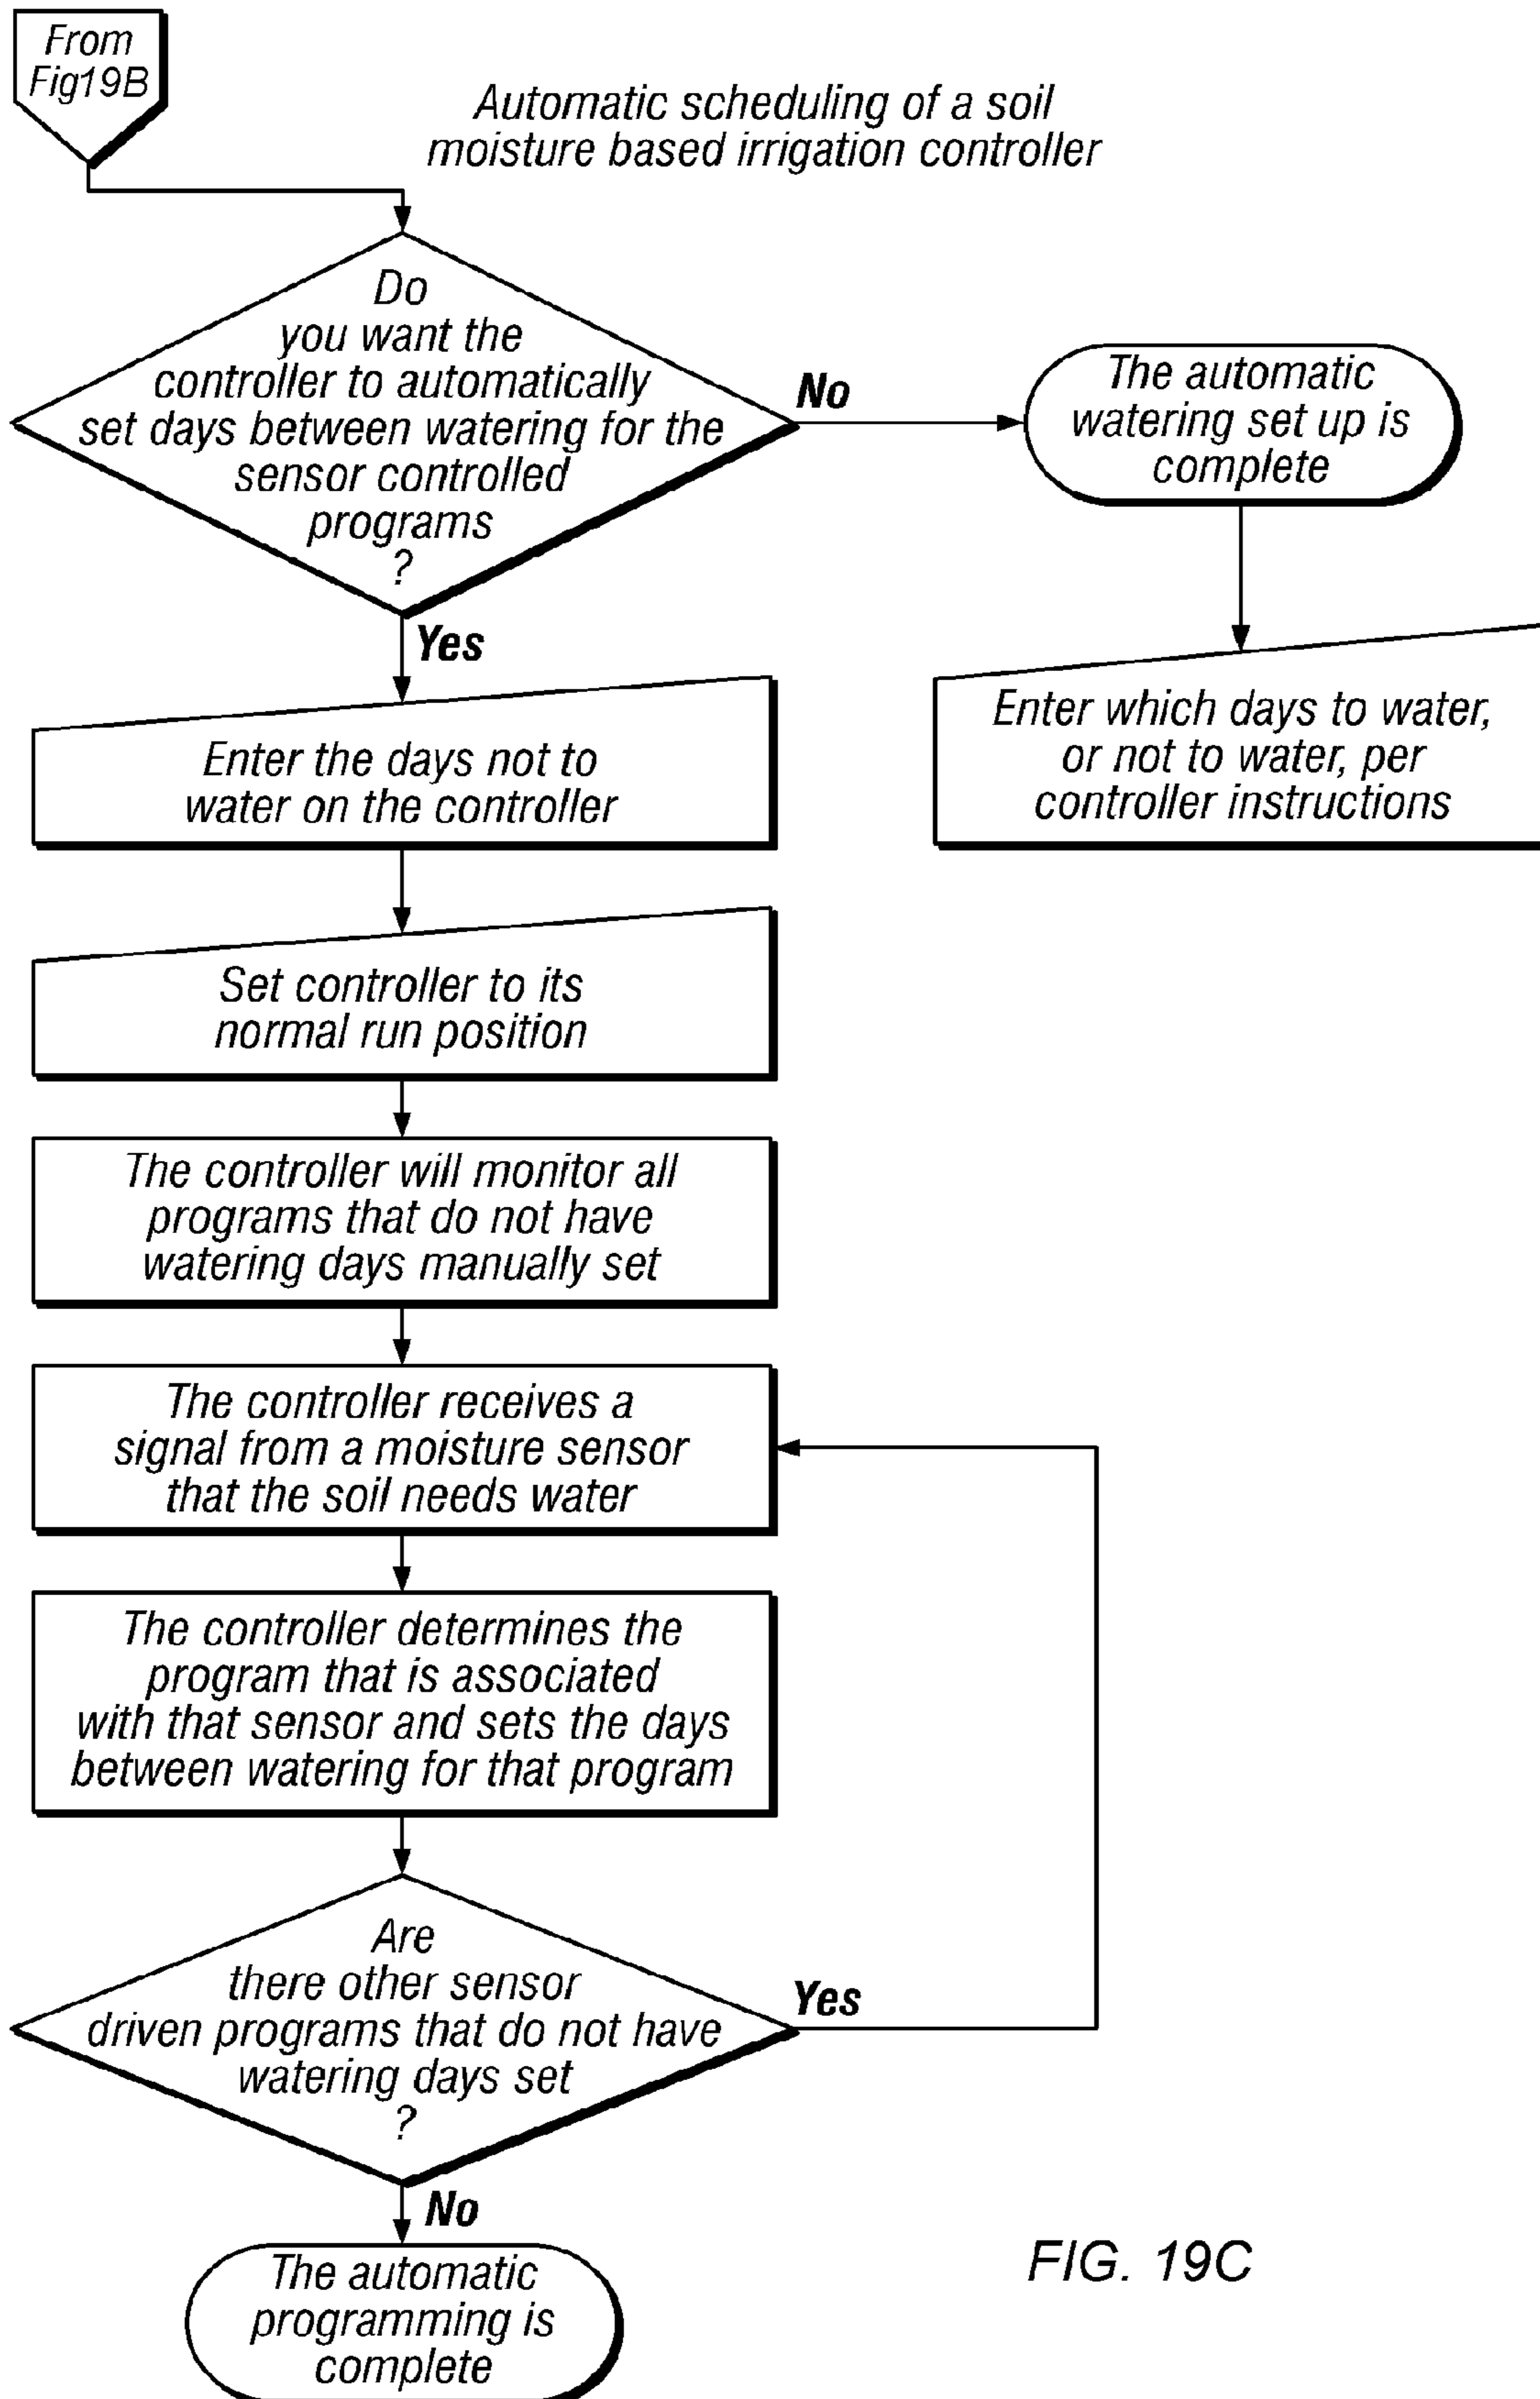 From
Fig19B
Automatic scheduling of a soil
moisture based irrigation controller
Do
you want the
controller to automatically
set days between watering for the
sensor controlled
programs
?
No
The automatic
watering set up is
complete
Yes
Enter which days to water,
or not to water, per
controller instructions
Enter the days not to
water on the controller
Set controller to its
normal run position
The controller will monitor all
programs that do not have
watering days manually set
The controller receives a
signal from a moisture sensor
that the soil needs water
The controller determines the
program that is associated
with that sensor and sets the days
between watering for that program
Are
there other sensor
driven programs that do not have
watering days set
?
Yes
No
The automatic
programming is
complete
FIG. 19C